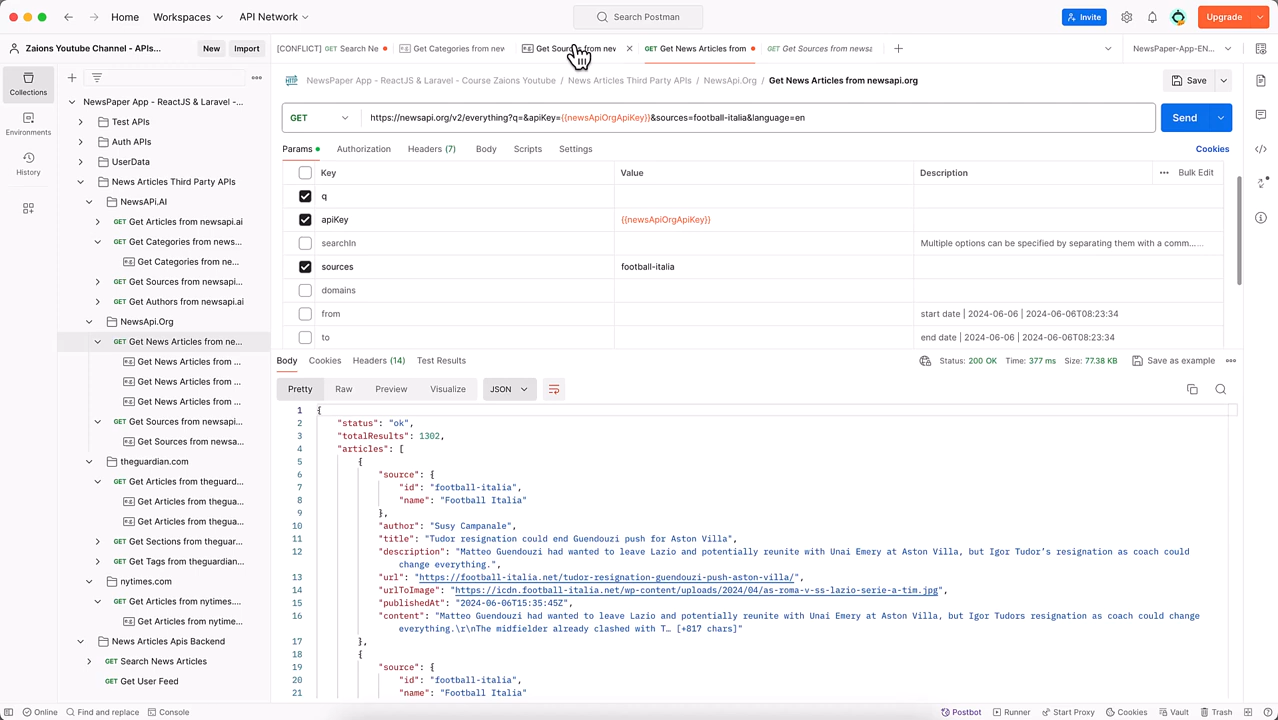 Home
Workspaces
API Network
Search Postman
Invite
Upgrade
Zaions Youtube Channel - APIs...
New
Import
[CONFLICT] GET Search Ne
Get Categories from nev
Get Sources from nev
GET Get News Articles from
GET Get Sources from newsa
NewsPaper-App-EN...
Collections
Environments
History
NewsPaper App - ReactJS & Laravel -...
Test APIs
Auth APIs
UserData
News Articles Third Party APIs
NewsAPi.AI
GET Get Articles from newsapi.ai
GET Get Categories from news...
Get Categories from ne...
GET Get Sources from newsapi...
GET Get Authors from newsapi.ai
NewsApi.Org
GET Get News Articles from ne...
Get News Articles from ...
Get News Articles from ...
Get News Articles from ...
GET Get Sources from newsapi...
Get Sources from newsa...
theguardian.com
GET Get Articles from theguard...
Get Articles from thegua...
Get Articles from thegua...
GET Get Sections from theguar...
GET Get Tags from theguardian...
nytimes.com
GET Get Articles from nytimes....
Get Articles from nytime...
News Articles Apis Backend
GET Search News Articles
GET Get User Feed
HTTP NewsPaper App - ReactJS & Laravel - Course Zaions Youtube / News Articles Third Party APIs / NewsApi.Org / Get News Articles from newsapi.org
Save
GET
https://newsapi.org/v2/everything?q=&apiKey={{newsApiOrgApiKey}}&sources=football-italia&language=en
Send
Params
Authorization
Headers (7)
Body
Scripts
Settings
Cookies
Key
Value
Description
Bulk Edit
q
apiKey
{{newsApiOrgApiKey}}
searchIn
Multiple options can be specified by separating them with a comm...
sources
football-italia
domains
from
start date | 2024-06-06 | 2024-06-06T08:23:34
to
end date | 2024-06-06 | 2024-06-06T08:23:34
Body
Cookies
Headers (14)
Test Results
Status: 200 OK
Time: 377 ms
Size: 77.38 KB
Save as example
Pretty
Raw
Preview
Visualize
JSON
1 {
2 "status": "ok",
3 "totalResults": 1302,
4 "articles": [
5 {
6 "source": {
7 "id": "football-italia",
8 "name": "Football Italia"
9 },
10 "author": "Susy Campanale",
11 "title": "Tudor resignation could end Guendouzi push for Aston Villa",
12 "description": "Matteo Guendouzi had wanted to leave Lazio and potentially reunite with Unai Emery at Aston Villa, but Igor Tudor’s resignation as coach could
change everything.",
13 "url": "https://football-italia.net/tudor-resignation-guendouzi-push-aston-villa/",
14 "urlToImage": "https://icdn.football-italia.net/wp-content/uploads/2024/04/as-roma-v-ss-lazio-serie-a-tim.jpg",
15 "publishedAt": "2024-06-06T15:35:45Z",
16 "content": "Matteo Guendouzi had wanted to leave Lazio and potentially reunite with Unai Emery at Aston Villa, but Igor Tudors resignation as coach could change
everything.\r\nThe midfielder already clashed with T… [+817 chars]"
17 },
18 {
19 "source": {
20 "id": "football-italia",
21 "name": "Football Italia"
Online
Find and replace
Console
Postbot
Runner
Start Proxy
Cookies
Vault
Trash